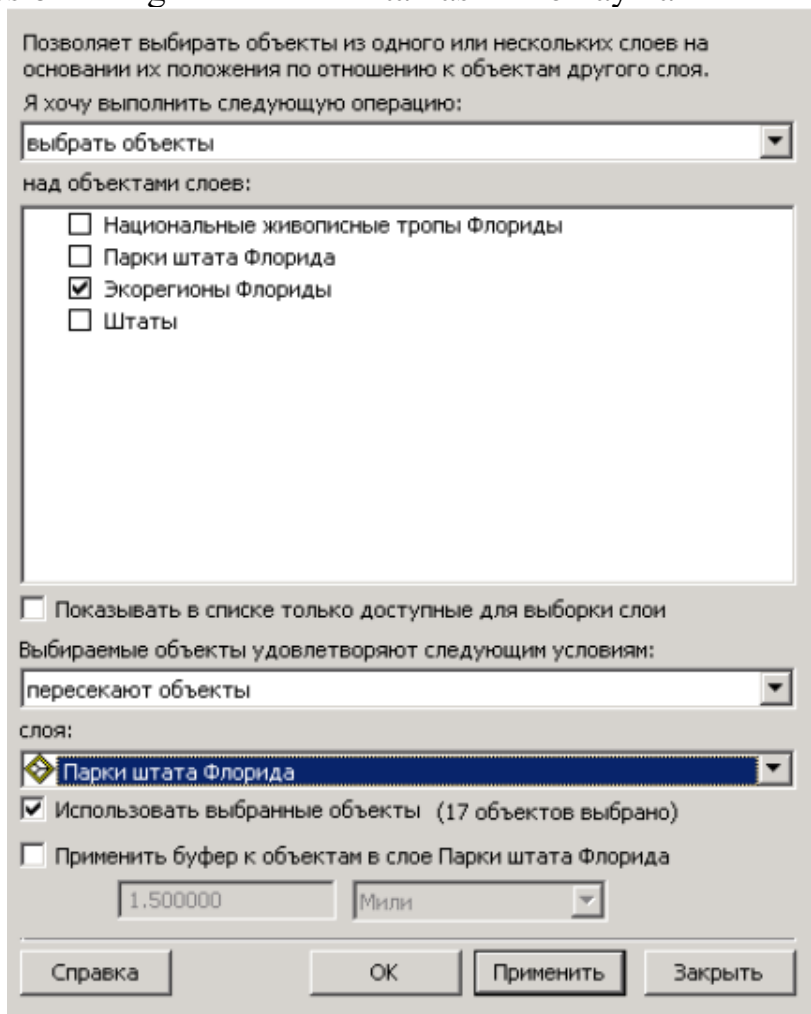 Позволяет выбирать объекты из одного или нескольких слоев на
основании их положения по отношению к объектам другого слоя.
Я хочу выполнить следующую операцию:
выбрать объекты
над объектами слоев:
Национальные живописные тропы Флориды
Парки штата Флорида
Экорегионы Флориды
Штаты
Показывать в списке только доступные для выборки слои
Выбираемые объекты удовлетворяют следующим условиям:
пересекают объекты
слоя:
Парки штата Флорида
Использовать выбранные объекты (17 объектов выбрано)
Применить буфер к объектам в слое Парки штата Флорида
1.500000 Мили
Справка ОК Применить Закрыть